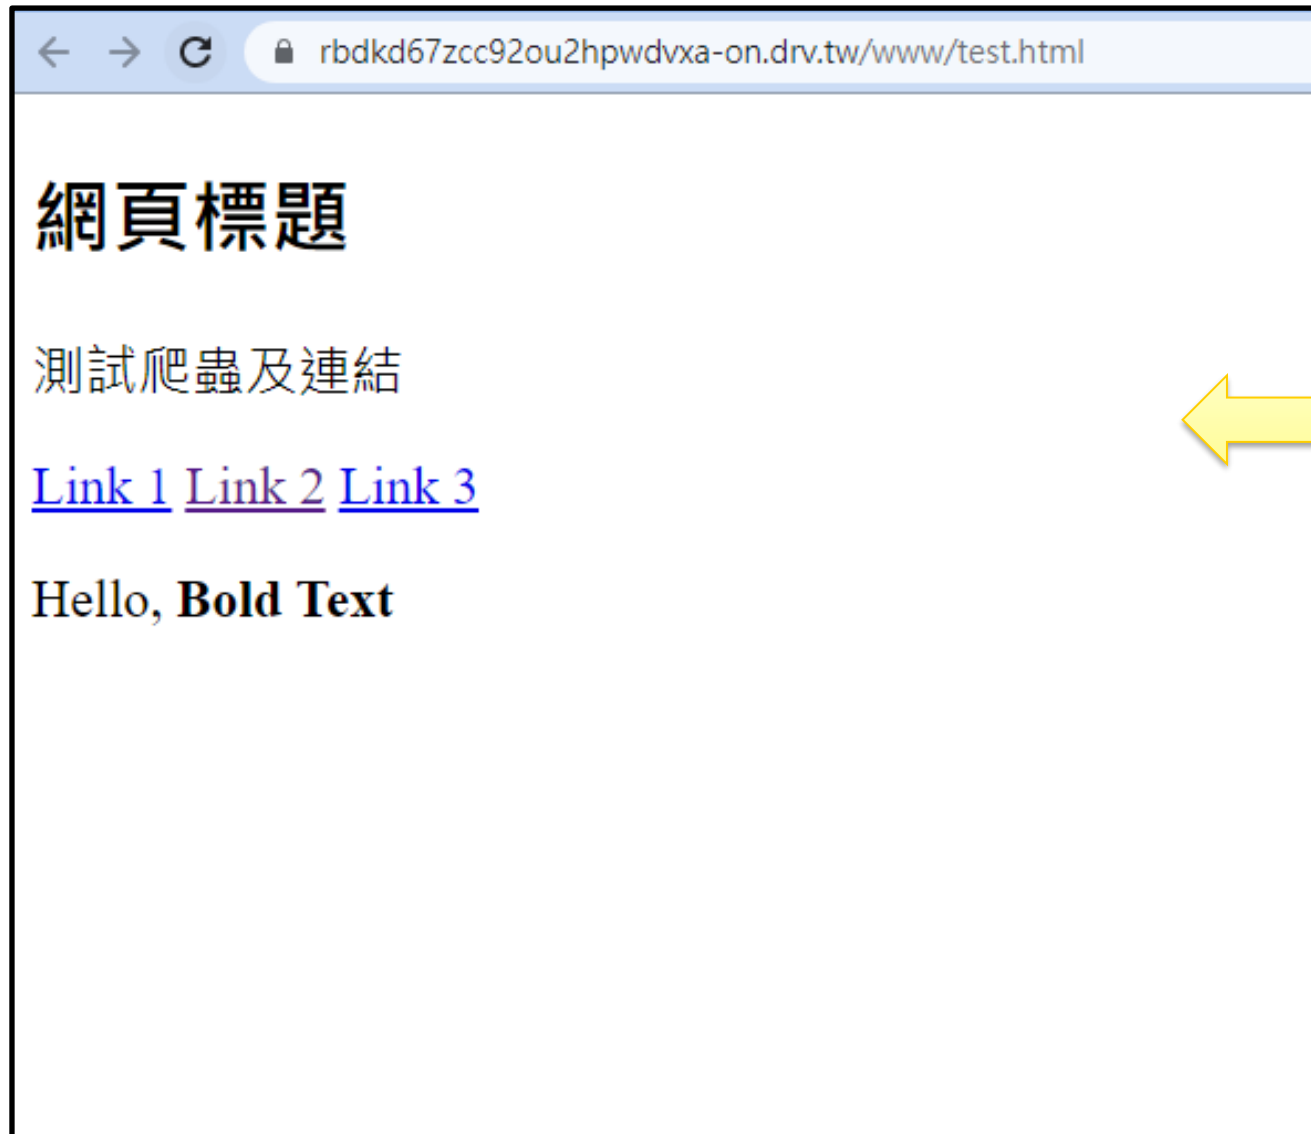 rbdkd67zcc92ou2hpwdvxa-on.drv.tw/www/test.html
網頁標題
測試爬蟲及連結
Link 1 Link 2 Link 3
Hello, Bold Text